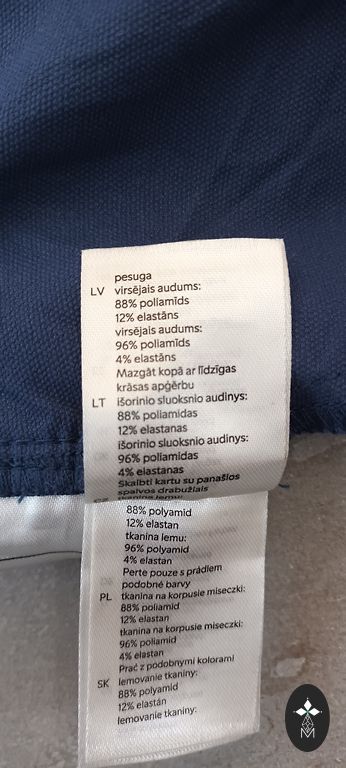 pesuga
LV virsējais audums:
88% poliamīds
12% elastāns
virsējais audums:
96% poliamīds
4% elastāns
Mazgāt kopā ar līdzīgas
krāsas apģērbu
LT išorinio sluoksnio audinys:
88% poliamidas
12% elastanas
išorinio sluoksnio audinys:
96% poliamidas
4% elastanas
Skalbti kartu su panašios
spalvos drabužiais
tkanina lemu:
88% polyamid
12% elastan
tkanina lemu:
96% polyamid
4% elastan
Perte pouze s prádlem
podobné barvy
PL tkanina na korpusie miseczki:
88% poliamid
12% elastan
tkanina na korpusie miseczki:
96% poliamid
4% elastan
Prać z podobnymi kolorami
SK lemovanie tkaniny:
88% polyamid
12% elastan
lemovanie tkaniny:
M